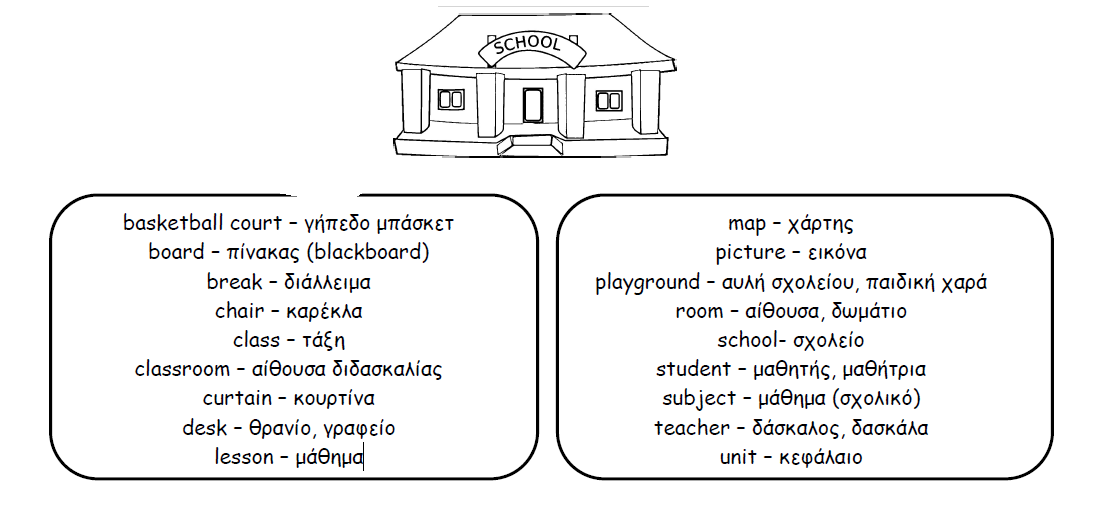 SCHOOL
basketball court – γήπεδο μπάσκετ
board – πίνακας (blackboard)
break – διάλλειμα
chair – καρέκλα
class – τάξη
classroom – αίθουσα διδασκαλίας
curtain – κουρτίνα
desk – θρανίο, γραφείο
lesson – μάθημα
map – χάρτης
picture – εικόνα
playground – αυλή σχολείου, παιδική χαρά
room – αίθουσα, δωμάτιο
school- σχολείο
student – μαθητής, μαθήτρια
subject – μάθημα (σχολικό)
teacher – δάσκαλος, δασκάλα
unit – κεφάλαιο